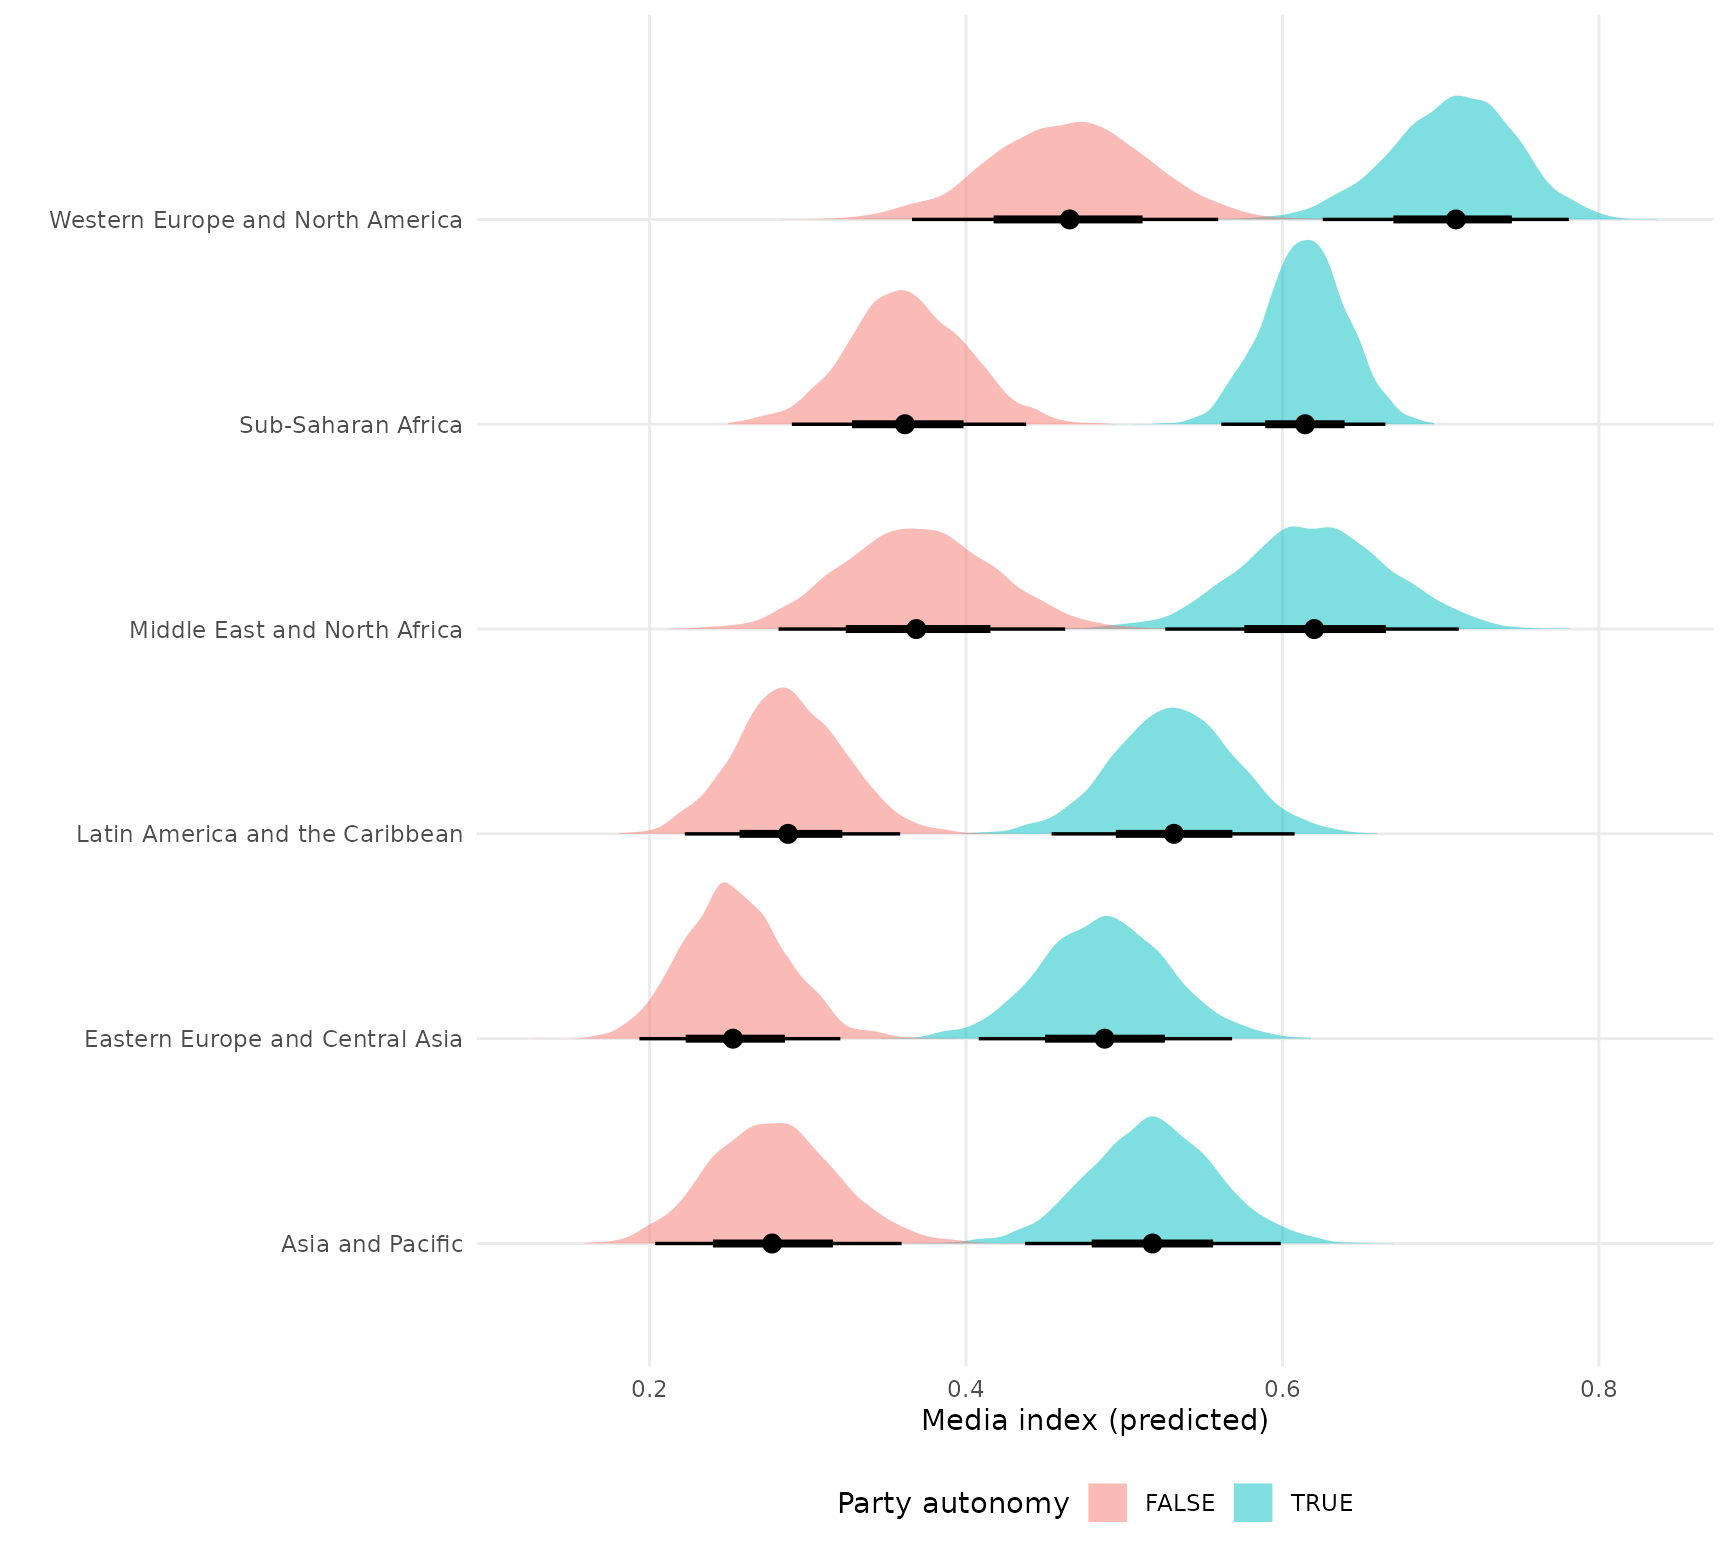 Western Europe and North America
Sub-Saharan Africa
Middle East and North Africa
Latin America and the Caribbean
Eastern Europe and Central Asia
Asia and Pacific
0.2 0.4 0.6 0.8
Media index (predicted)
Party autonomy FALSE TRUE